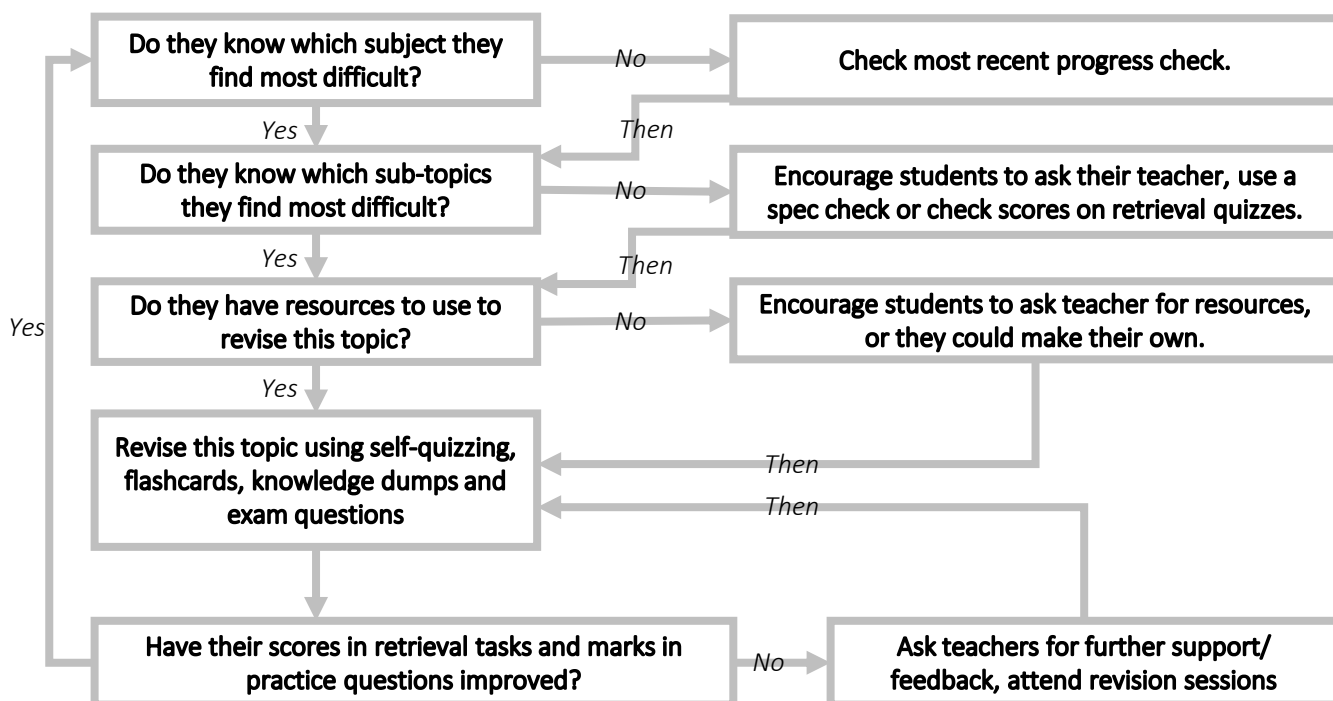 Do they know which subject they
find most difficult?
No
Check most recent progress check.
Yes
Then
Do they know which sub-topics
they find most difficult?
No
Encourage students to ask their teacher, use a
spec check or check scores on retrieval quizzes.
Yes
Then
Do they have resources to use to
revise this topic?
No
Encourage students to ask teacher for resources,
or they could make their own.
Yes
Yes
Revise this topic using self-quizzing,
flashcards, knowledge dumps and
exam questions
Then
Then
Have their scores in retrieval tasks and marks in
practice questions improved?
No
Ask teachers for further support/
feedback, attend revision sessions